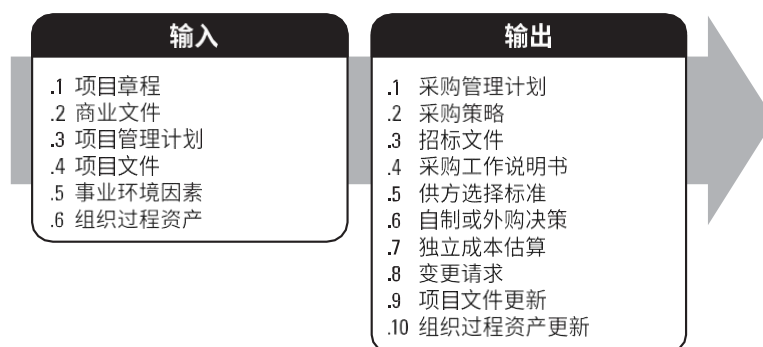 输入
.1 项目章程
.2 商业文件
.3 项目管理计划
.4 项目文件
.5 事业环境因素
.6 组织过程资产
输出
.1 采购管理计划
.2 采购策略
.3 招标文件
.4 采购工作说明书
.5 供方选择标准
.6 自制或外购决策
.7 独立成本估算
.8 变更请求
.9 项目文件更新
.10 组织过程资产更新